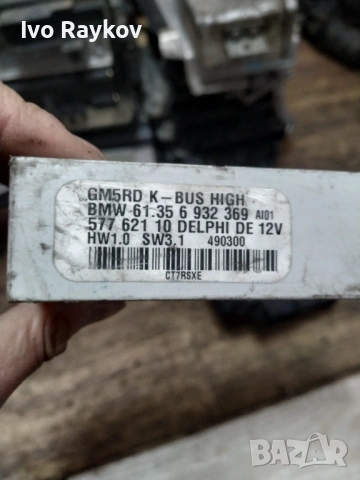 Ivo Raykov
GM5RD K-BUS HIGH
BMW-61.35 6 932 369 AI01
577 621 10 DELPHI DE 12V
HW1.0 SW3.1 490300
CT7RSXE
BAZAR
bg